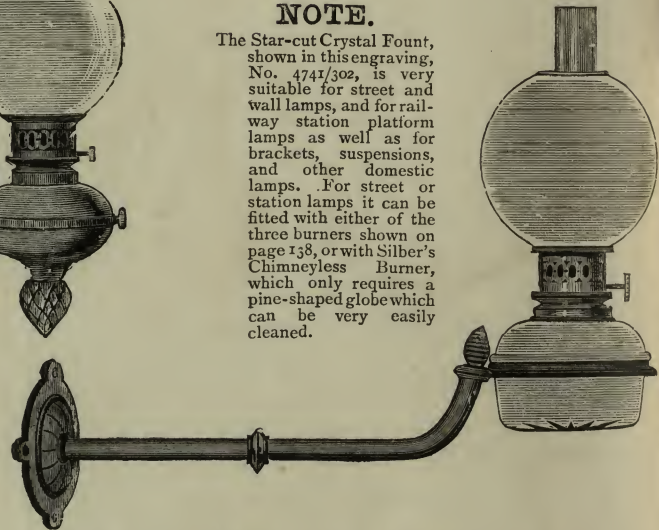 NOTE.
The Star-cut Crystal Fount,
shown in this engraving,
No. 4741/302, is very
suitable for street and
wall lamps, and for rail-
way station platform
lamps as well as for
brackets, suspensions,
and other domestic
lamps. .For street or
station lamps it can be
fitted with either of the
three burners shown on
page 138, or with Silber's
Chimneyless Burner,
which only requires a
pine-shaped globe which
can be very easily
cleaned.